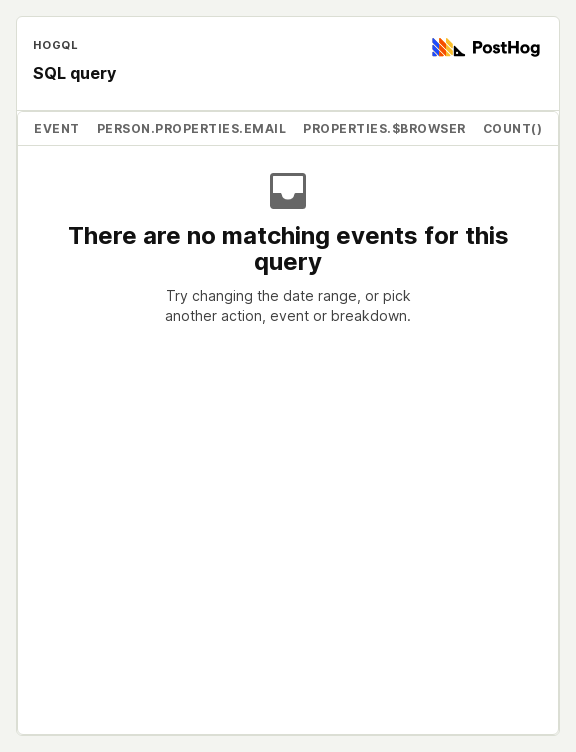 HOGQL
PostHog
SQL query
EVENT PERSON.PROPERTIES.EMAIL PROPERTIES.$BROWSER COUNT()
There are no matching events for this
query
Try changing the date range, or pick
another action, event or breakdown.